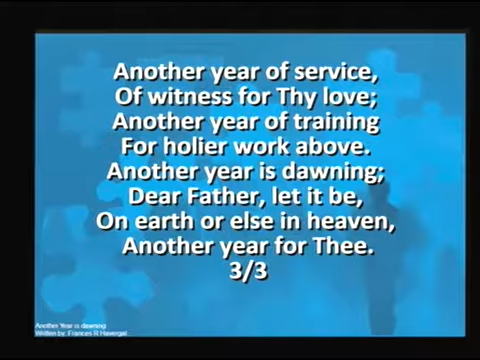 Another year of service,
Of witness for Thy love;
Another year of training
For holier work above.
Another year is dawning;
Dear Father, let it be,
On earth or else in heaven,
Another year for Thee.
3/3
Another Year is dawning
Written by: Frances R Havergal